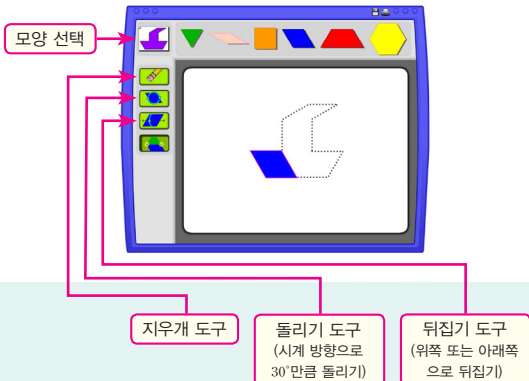 모양 선택
지우개 도구
돌리기 도구
(시계 방향으로
30°만큼 돌리기)
뒤집기 도구
(위쪽 또는 아래쪽
으로 뒤집기)